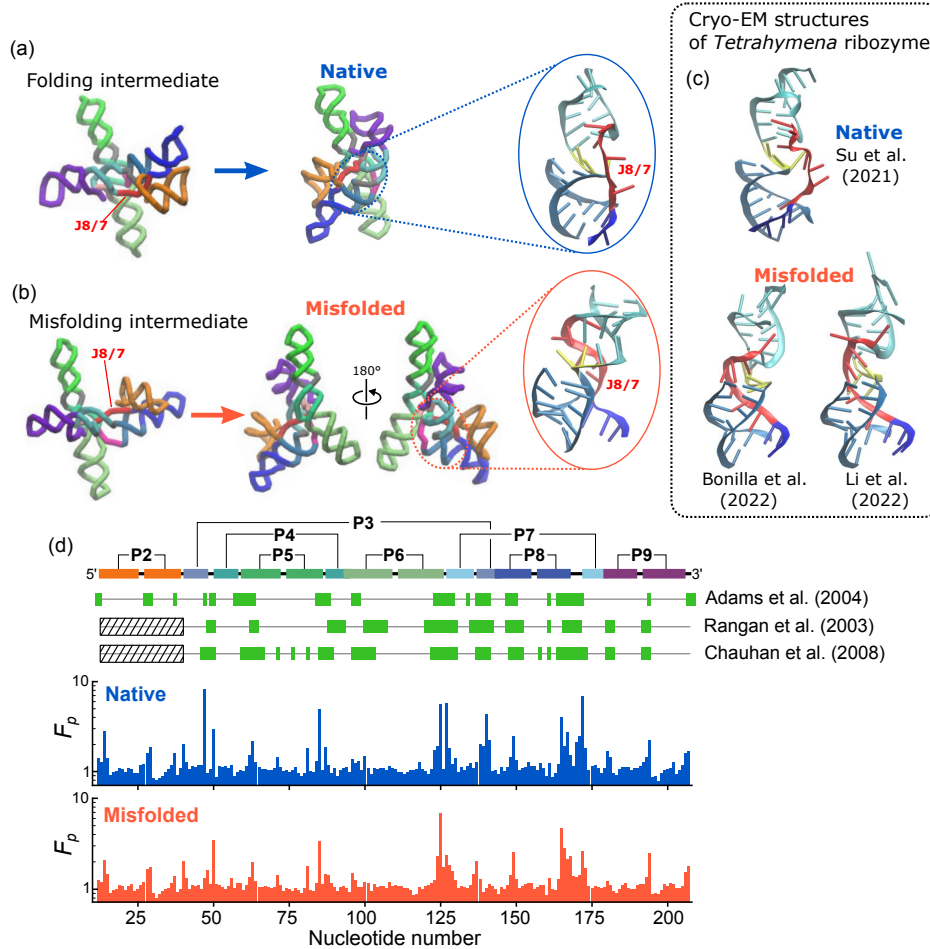 Cryo-EM structures
of Tetrahymena ribozyme
(a)
Folding intermediate
Native
J8/7
J8/7
(c)
Native
Su et al.
(2021)
(b)
Misfolding intermediate
J8/7
Misfolded
180°
J8/7
Misfolded
Bonilla et al.
(2022)
Li et al.
(2022)
(d)
P3
P4
P7
P2
P5
P6
P8
P9
5'
3'
Adams et al. (2004)
Rangan et al. (2003)
Chauhan et al. (2008)
10
Native
Fp
1
10
Misfolded
Fp
1
25
50
75
100
125
150
175
200
Nucleotide number